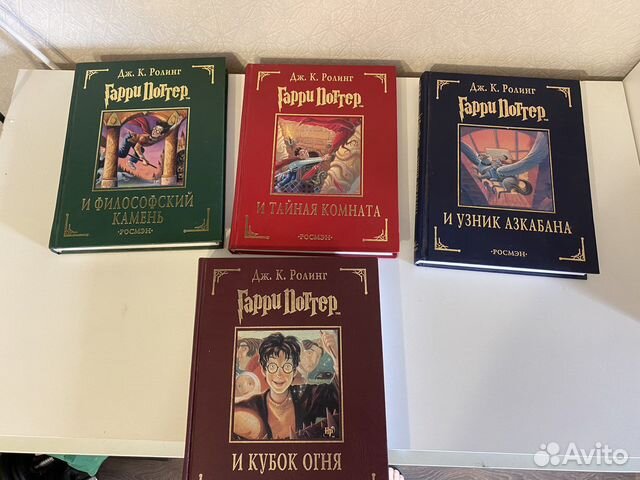 Дж. К. Ролинг
Гарри Поттер
И ФИЛОСОФСКИЙ
КАМЕНЬ
·РОСМЭН·
Дж. К. Ролинг
Гарри Поттер
И ТАЙНАЯ КОМНАТА
·РОСМЭН·
Дж. К. Ролинг
Гарри Поттер
И УЗНИК АЗКАБАНА
·РОСМЭН·
Дж. К. Ролинг
Гарри Поттер
И КУБОК ОГНЯ
Avito